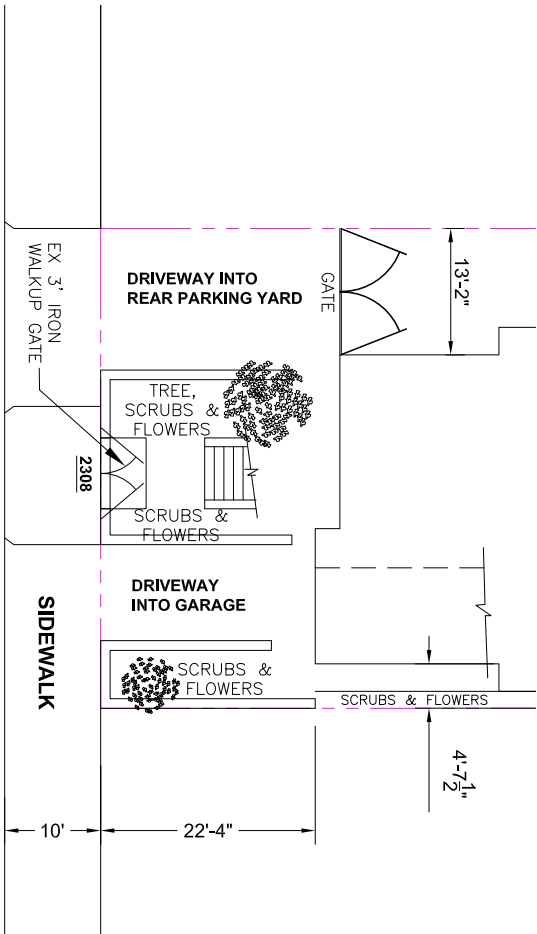 13'-2"
GATE
DRIVEWAY INTO
REAR PARKING YARD
EX 3' IRON
WALKUP GATE
TREE,
SCRUBS &
FLOWERS
2308
SCRUBS &
FLOWERS
DRIVEWAY
INTO GARAGE
SIDEWALK
SCRUBS &
FLOWERS
SCRUBS & FLOWERS
4'-7 1/2"
10'
22'-4"